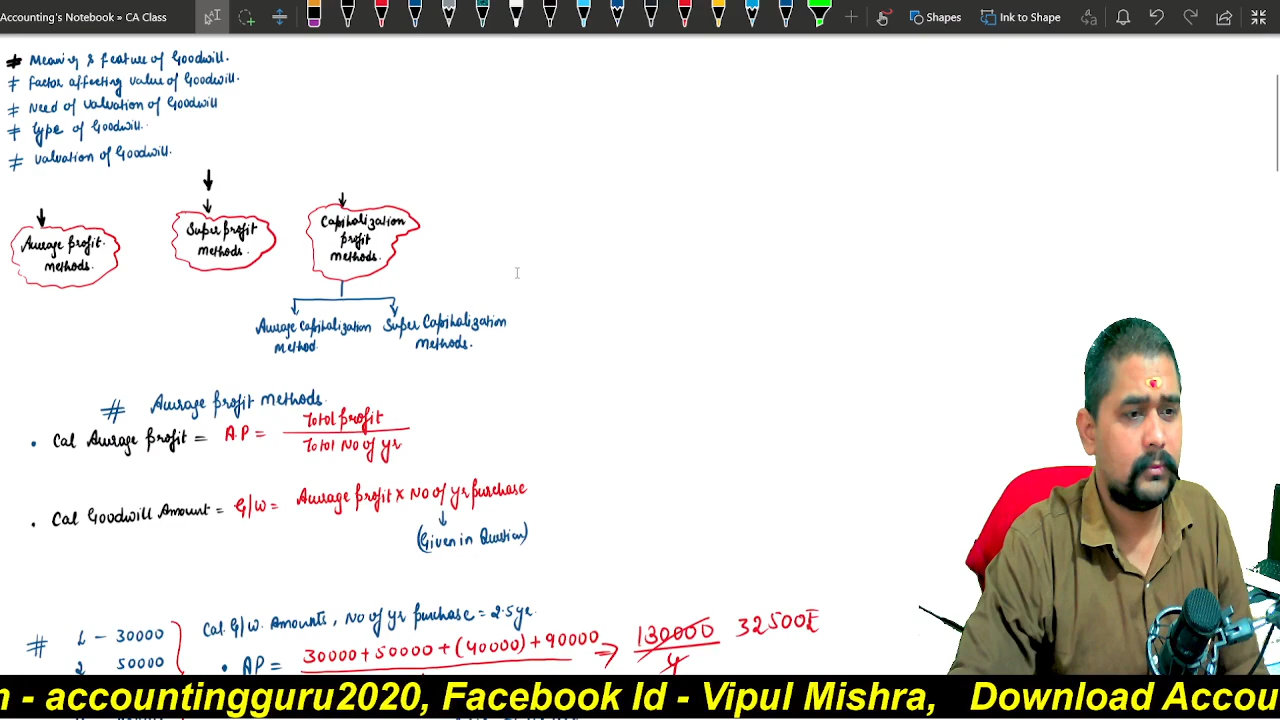 Accounting's Notebook » CA Class
Shapes
Ink to Shape
# Meaning & feature of Goodwill.
# Factor affecting value of Goodwill.
# Need of valuation of Goodwill
# Type of Goodwill.
# Valuation of Goodwill.
Average profit methods.
Super profit methods.
Capitalization profit methods.
Average Capitalization Method.
Super Capitalization Methods.
# Average profit methods.
• Cal Average profit = A.P = Total profit / Total No of yr
• Cal Goodwill Amount = G/W = Average profit x No of yr purchase
(Given in Question)
# 1 - 30000
2 50000
Cal. G/W. Amounts, No of yr purchase = 2.5 yr.
• AP = 30000 + 50000 + (40000) + 90000 ⇒ 130000 / 4 32500
n - accountingguru2020, Facebook Id - Vipul Mishra, Download Accou